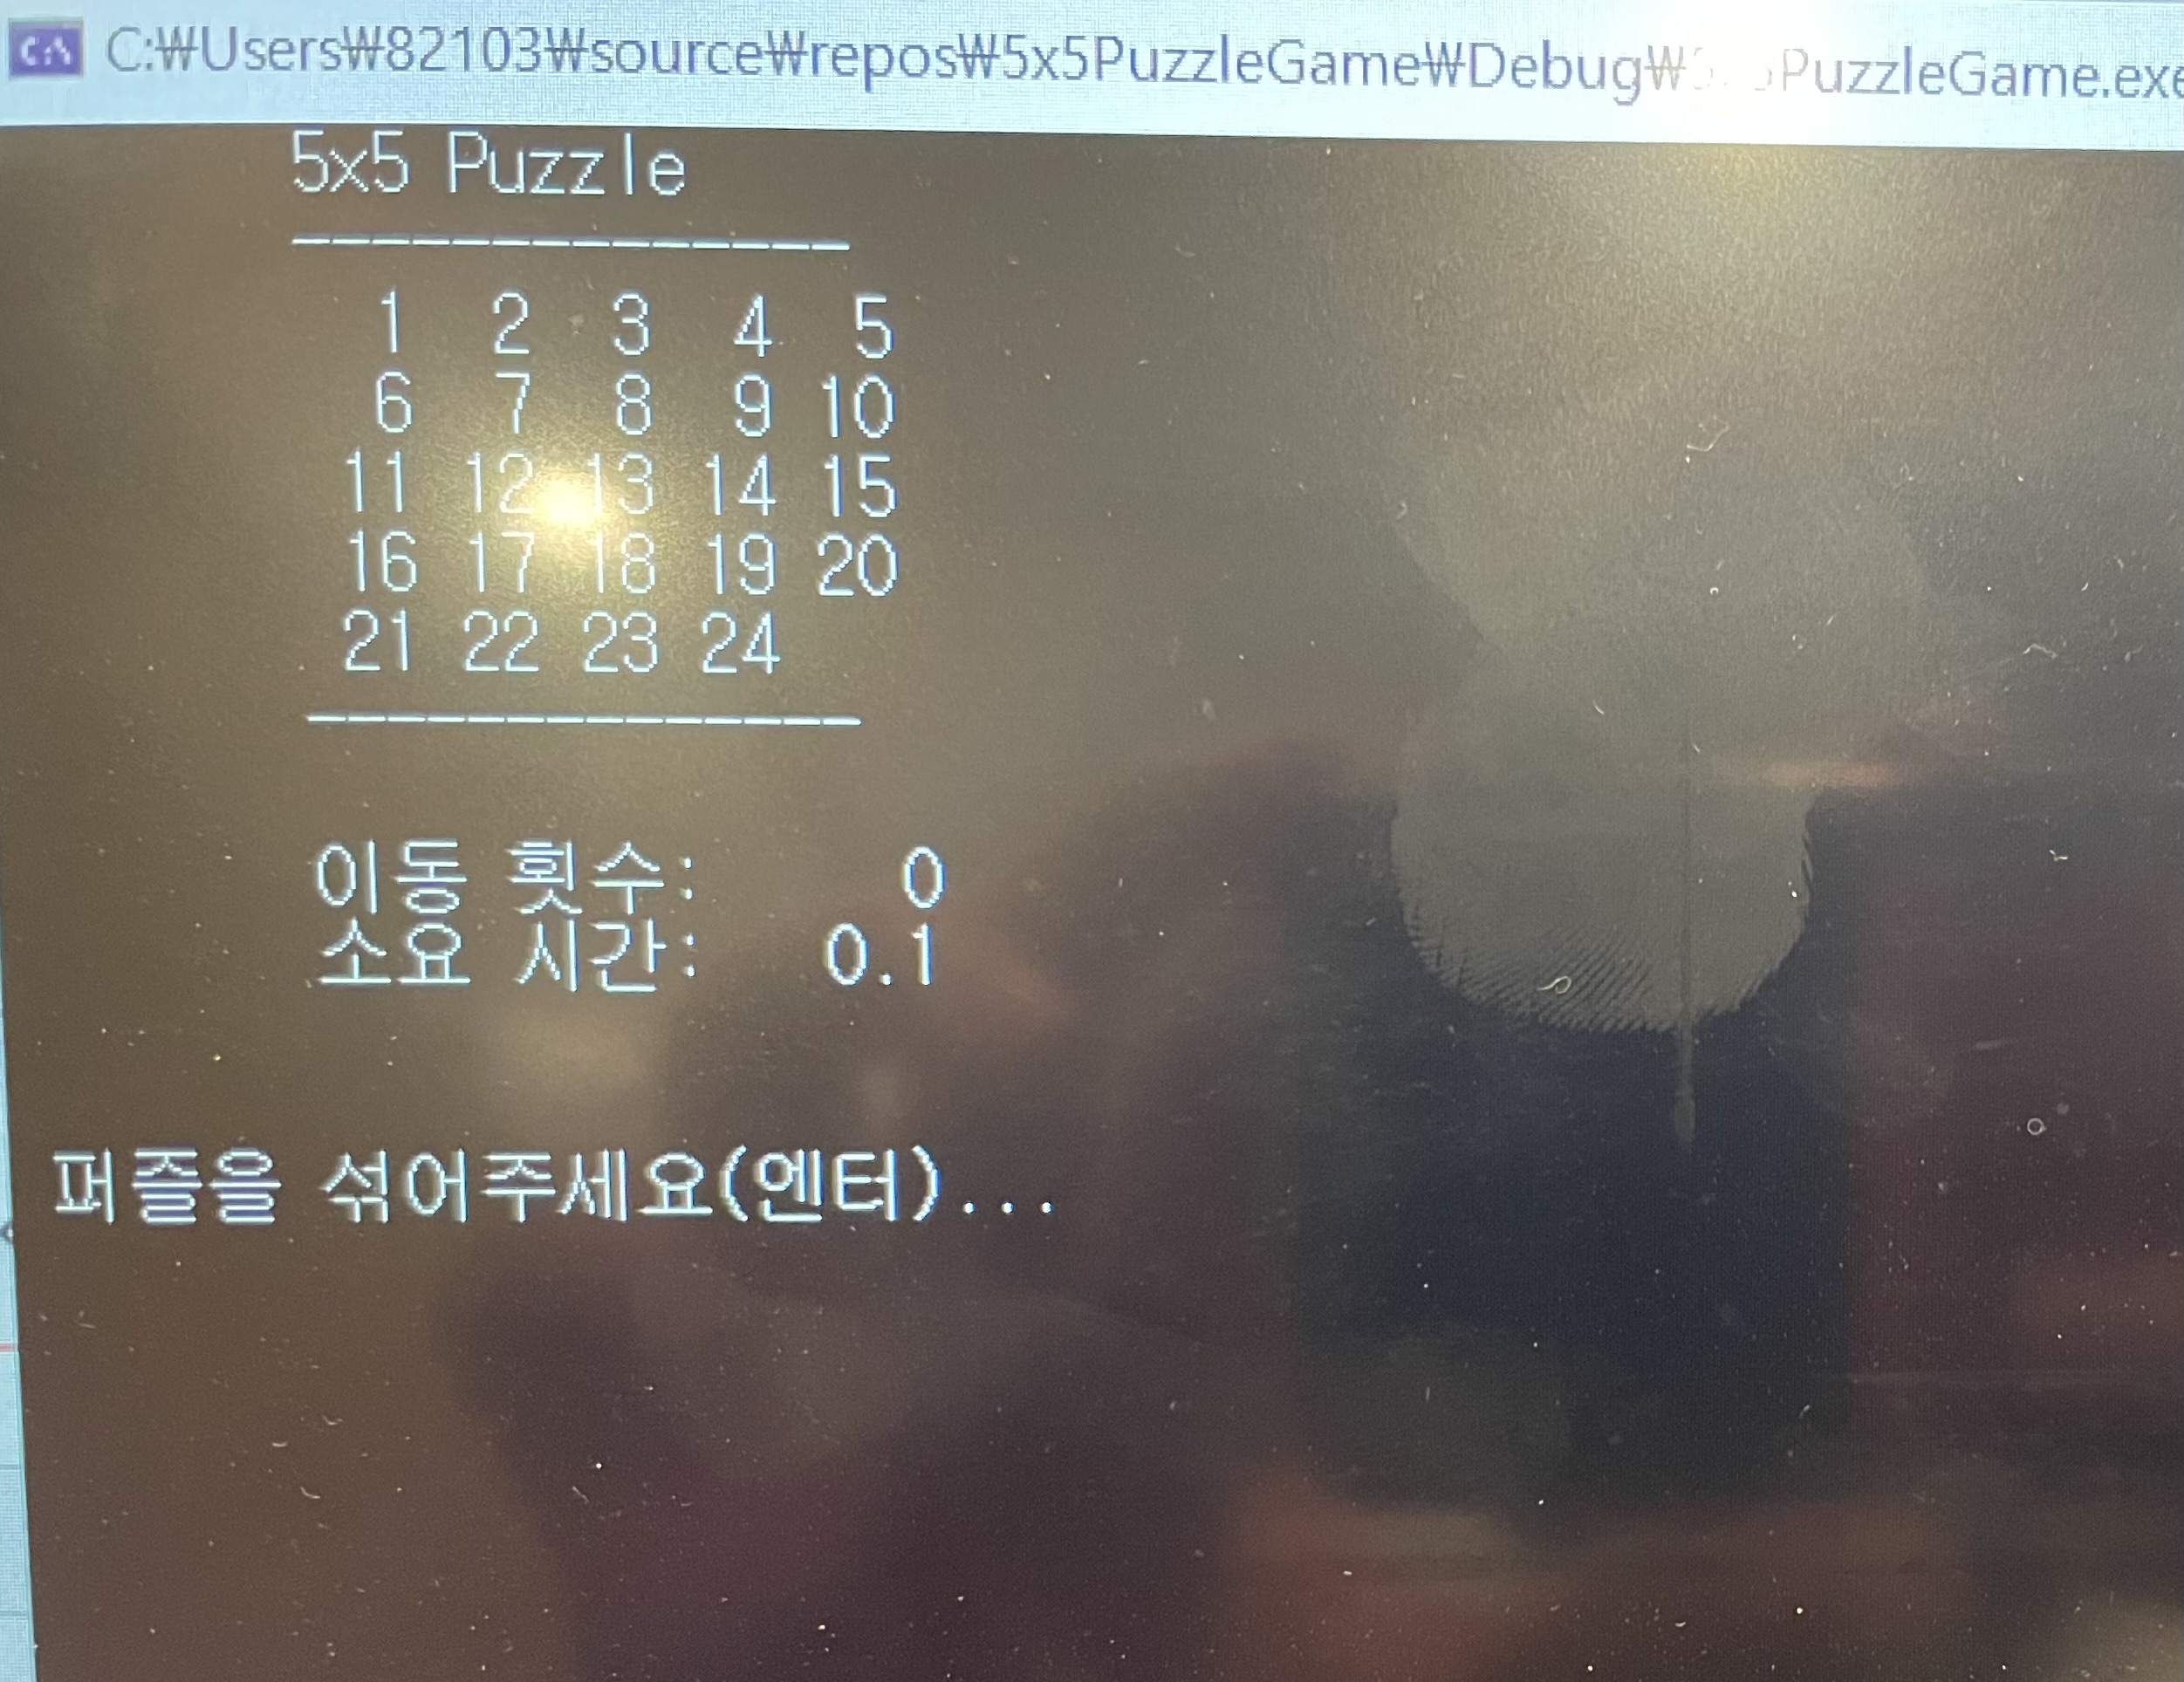 C:\Users\82103\source\repos\5x5PuzzleGame\Debug\5x5PuzzleGame.exe
5x5 Puzzle
--------------
1 2 3 4 5
6 7 8 9 10
11 12 13 14 15
16 17 18 19 20
21 22 23 24
--------------
이동 횟수: 0
소요 시간: 0.1
퍼즐을 섞어주세요(엔터)...